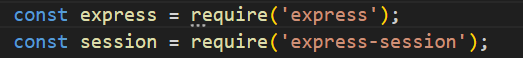 const express = require('express');
const session = require('express-session');